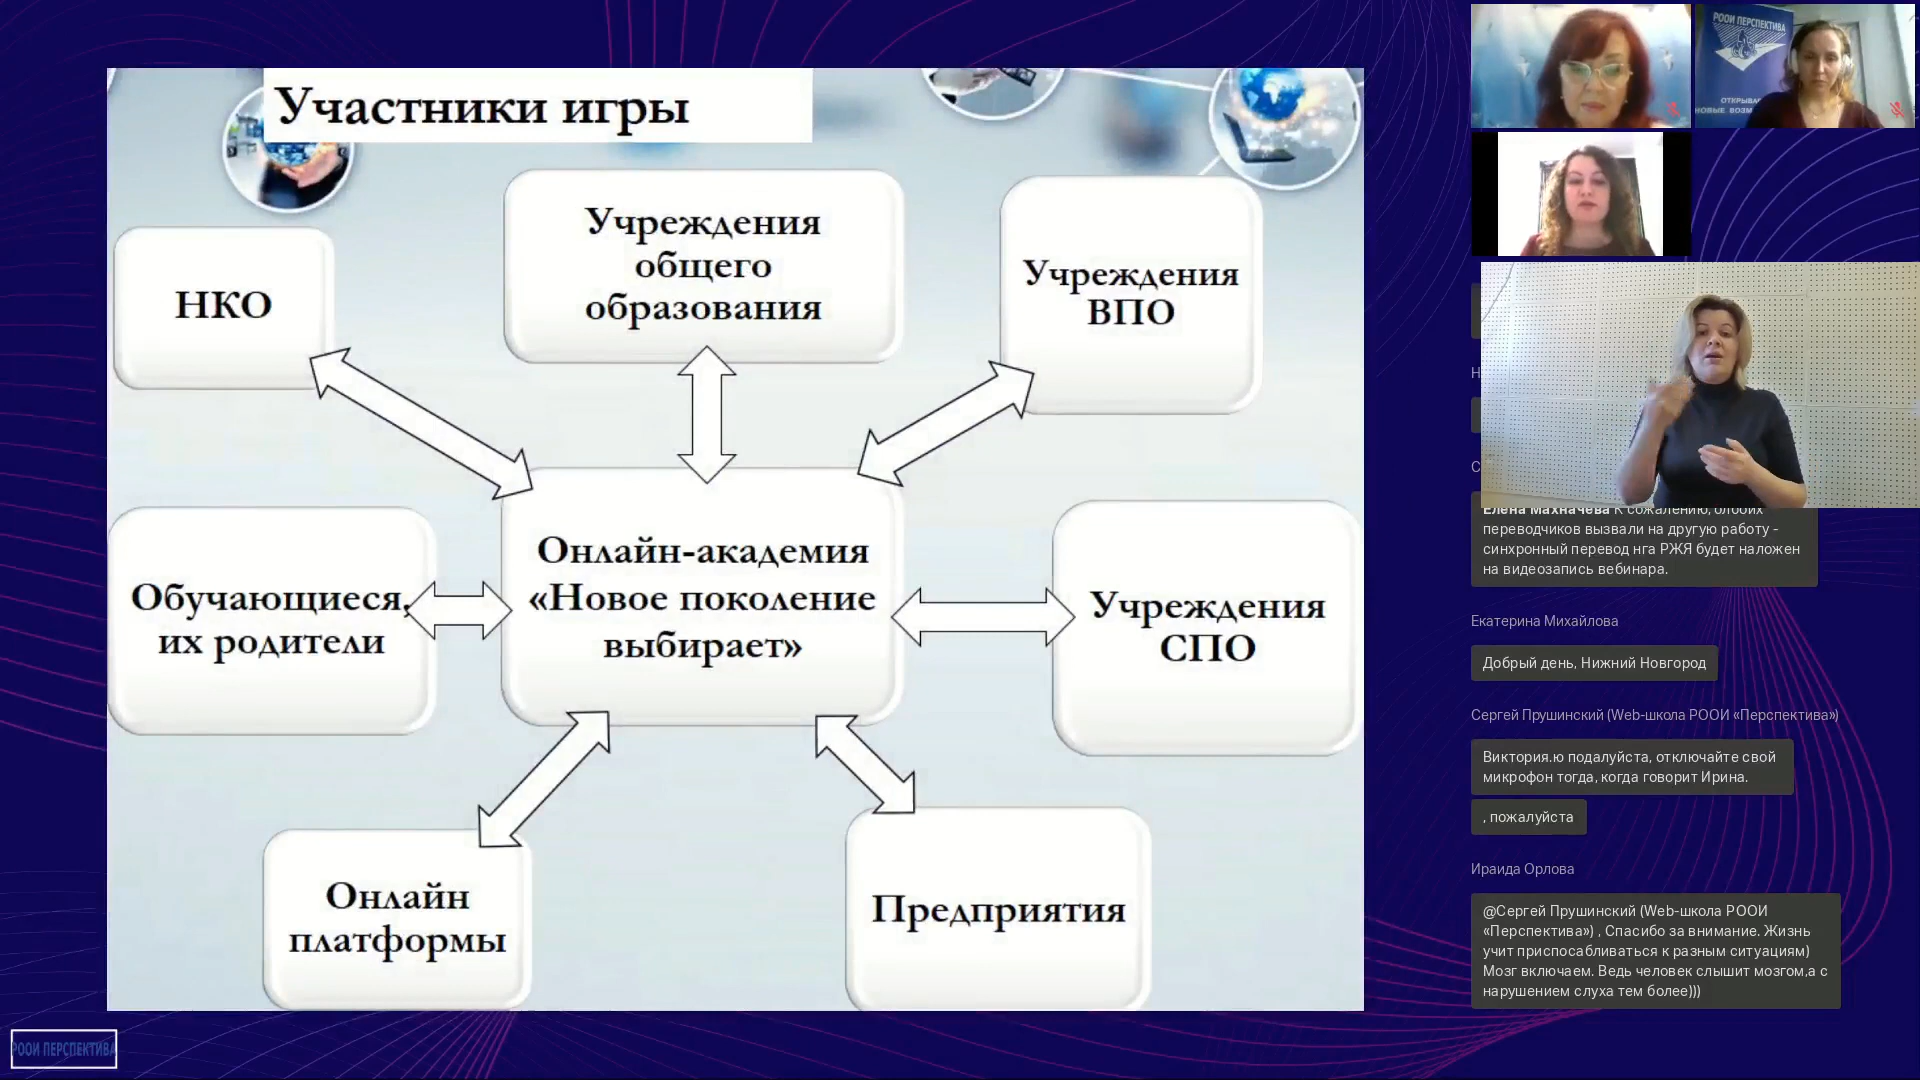 Участники игры
НКО
Учреждения
общего
образования
Учреждения
ВПО
Обучающиеся,
их родители
Онлайн-академия
«Новое поколение
выбирает»
Учреждения
СПО
Онлайн
платформы
Предприятия
РООИ ПЕРСПЕКТИВА
РООИ ПЕРСПЕКТИВА
НОВЫЕ
Н
С
Елена Махначева К сожалению, обоих
переводчиков вызвали на другую работу -
синхронный перевод нга РЖЯ будет наложен
на видеозапись вебинара.
Екатерина Михайлова
Добрый день, Нижний Новгород
Сергей Прушинский (Web-школа РООИ «Перспектива»)
Виктория.ю подалуйста, отключайте свой
микрофон тогда, когда говорит Ирина.
, пожалуйста
Ираида Орлова
@Сергей Прушинский (Web-школа РООИ
«Перспектива») , Спасибо за внимание. Жизнь
учит приспосабливаться к разным ситуациям)
Мозг включаем. Ведь человек слышит мозгом,а с
нарушением слуха тем более)))